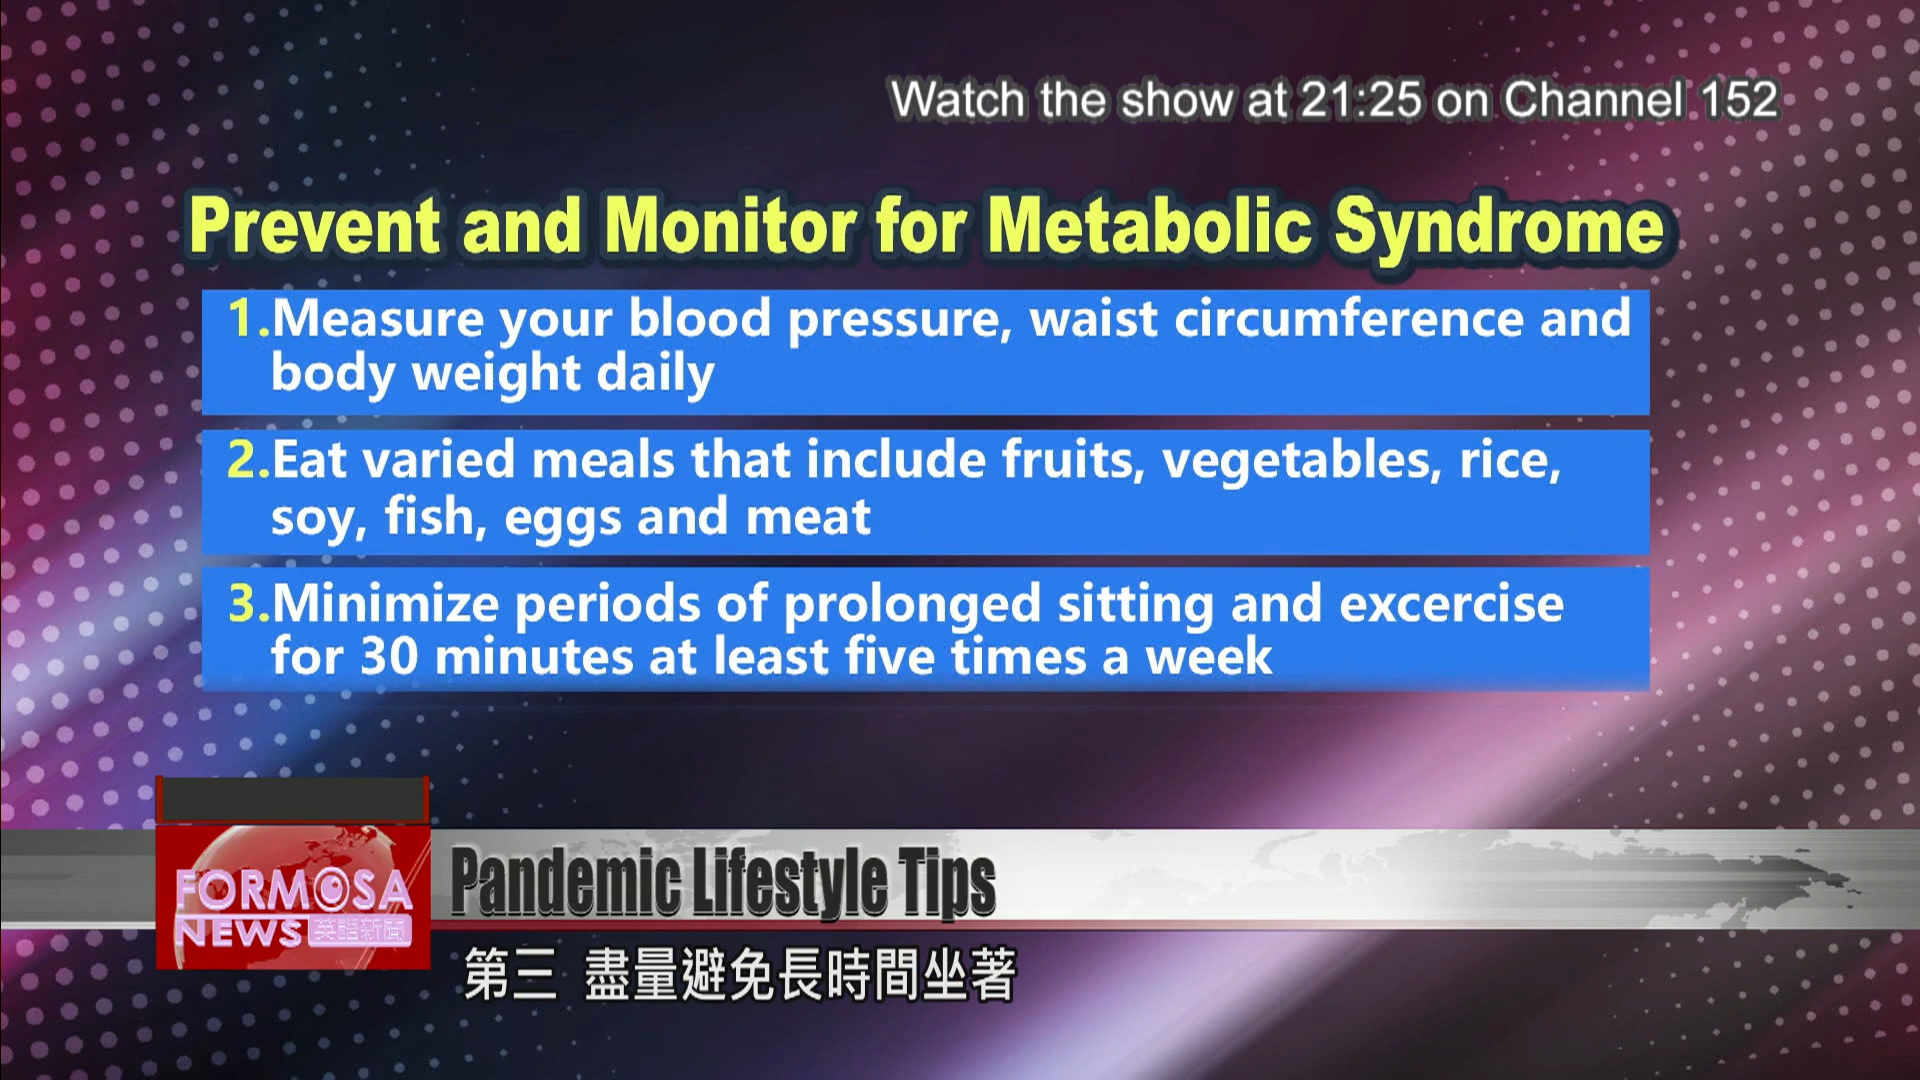 Watch the show at 21:25 on Channel 152
Prevent and Monitor for Metabolic Syndrome
1.Measure your blood pressure, waist circumference and
body weight daily
2.Eat varied meals that include fruits, vegetables, rice,
soy, fish, eggs and meat
3.Minimize periods of prolonged sitting and excercise
for 30 minutes at least five times a week
Pandemic Lifestyle Tips
FORMOSA
NEWS 英語新聞
第三 盡量避免長時間坐著